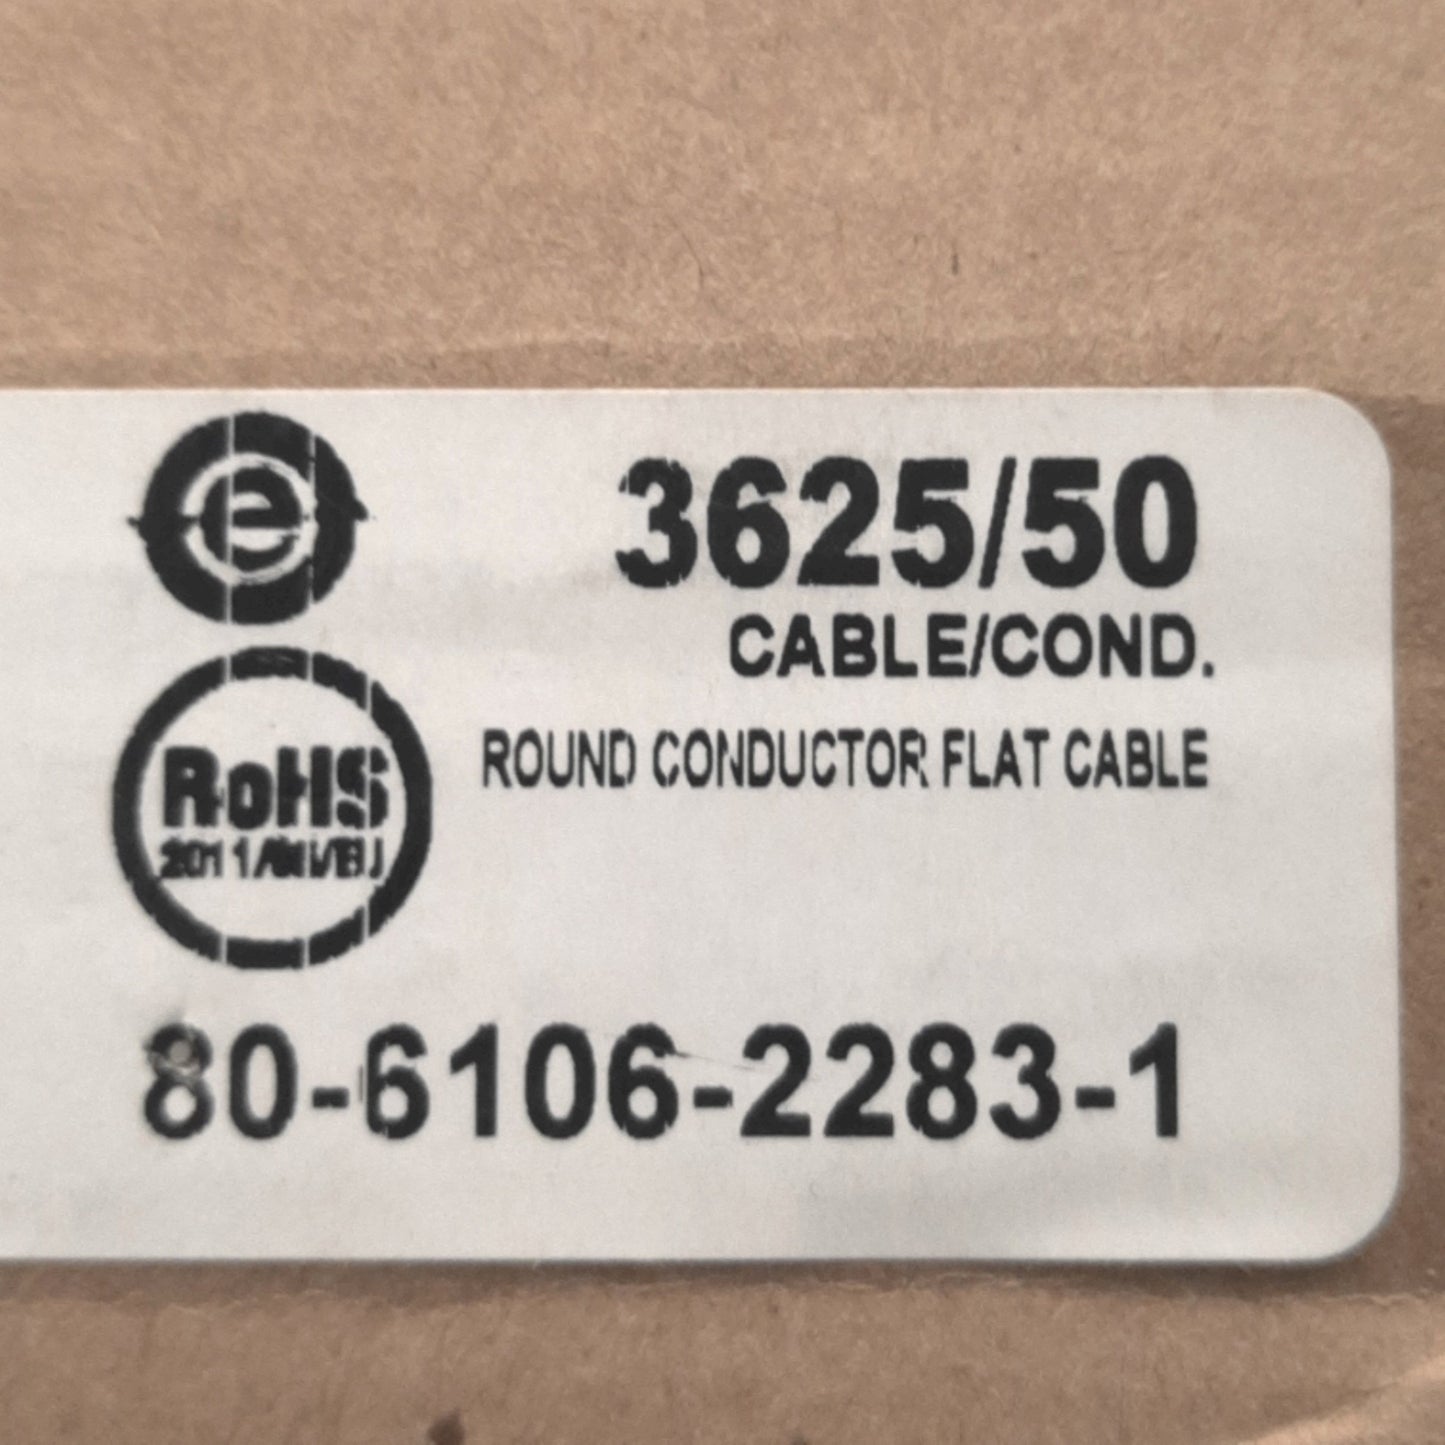 e
3625/50
CABLE/COND.
ROUND CONDUCTOR FLAT CABLE
RoHS
80-6106-2283-1